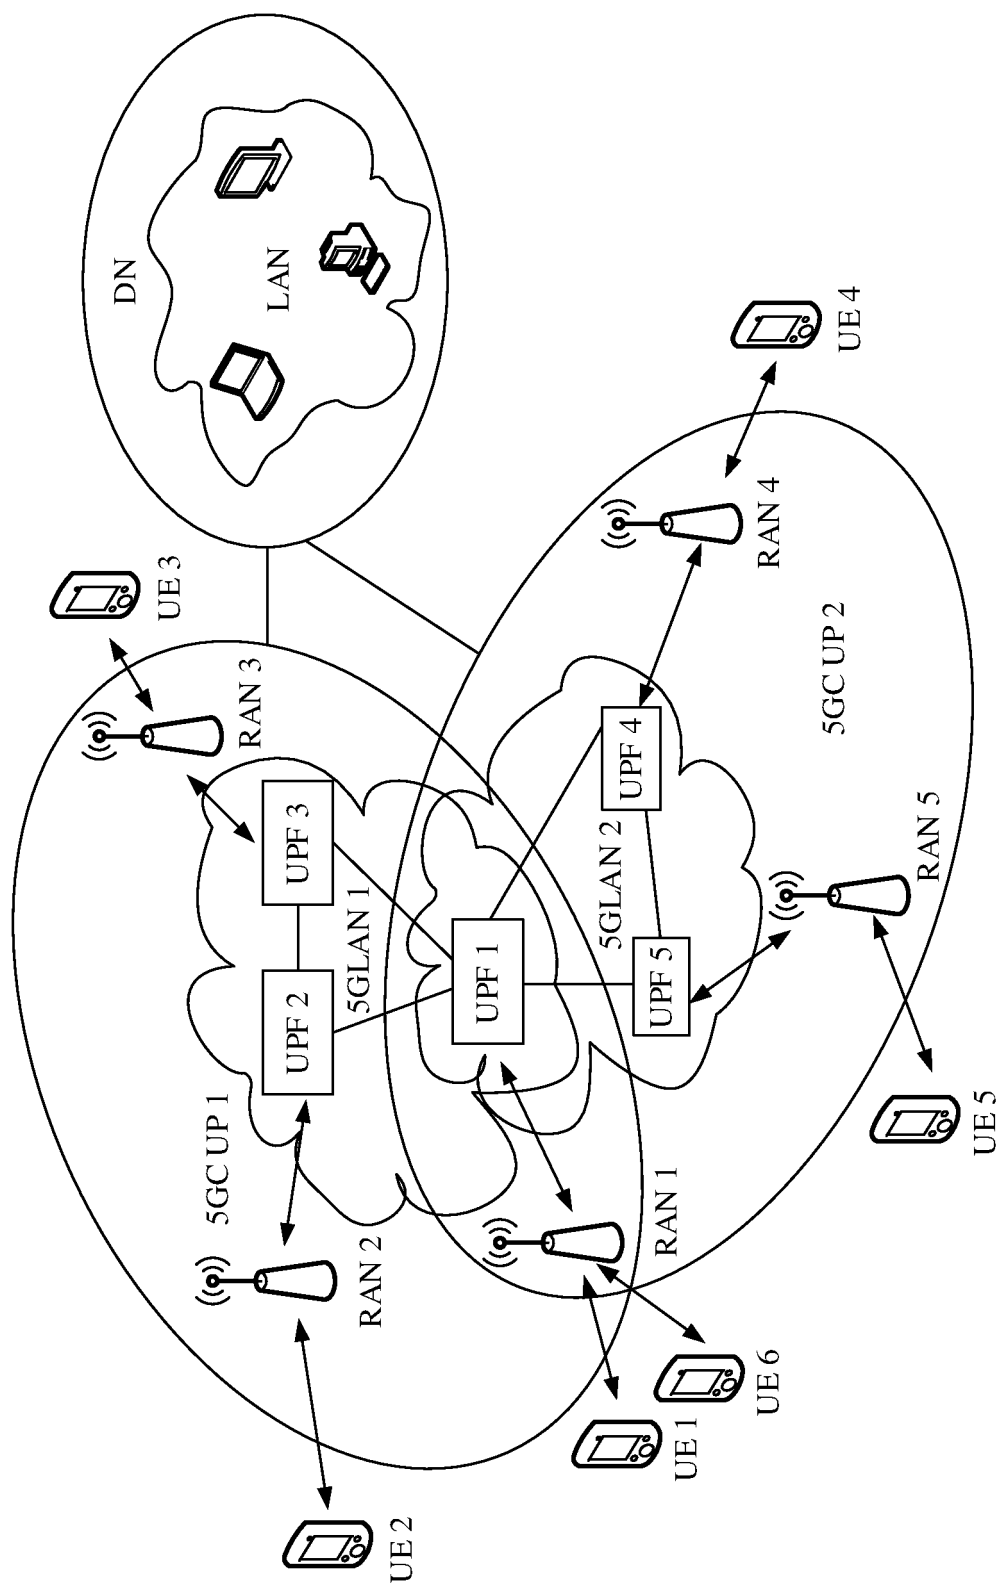 UE 2
RAN 2
5GC UP 1
UPF 2
UPF 3
5GLAN 1
RAN 3
UE 3
DN
LAN
UE 1
UE 6
RAN 1
UPF 1
5GLAN 2
UPF 5
UPF 4
RAN 4
UE 4
UE 5
RAN 5
5GC UP 2